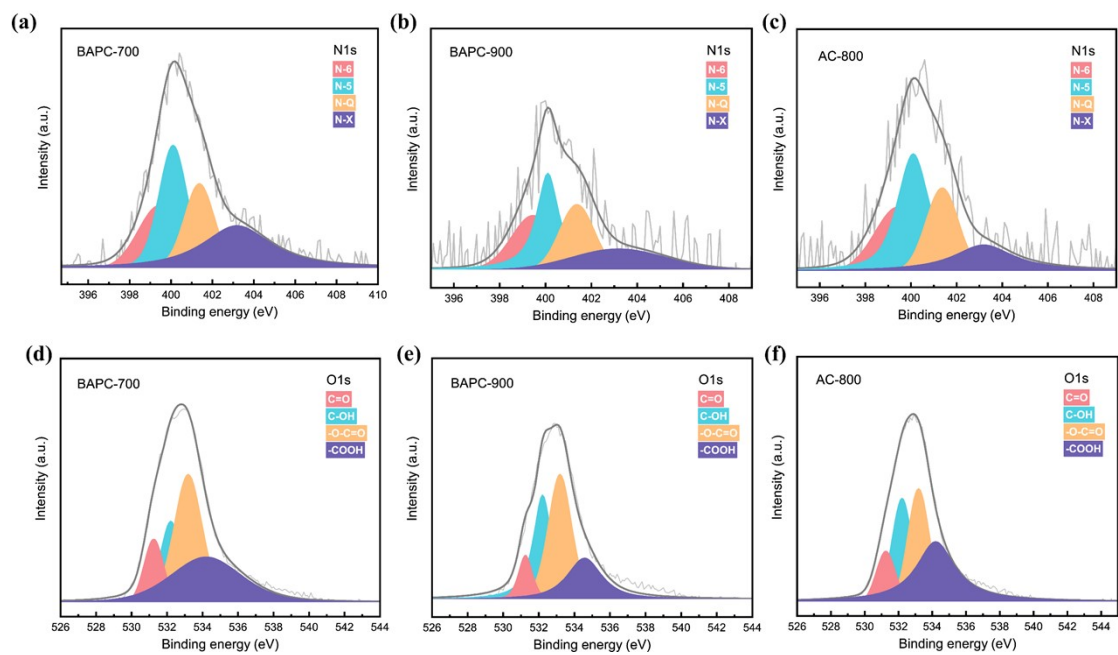 (a)
BAPC-700
N1s
N-6
N-5
N-Q
N-X
Intensity (a.u.)
396 398 400 402 404 406 408 410
Binding energy (eV)
(b)
BAPC-900
N1s
N-6
N-5
N-Q
N-X
Intensity (a.u.)
396 398 400 402 404 406 408
Binding energy (eV)
(c)
AC-800
N1s
N-6
N-5
N-Q
N-X
Intensity (a.u.)
396 398 400 402 404 406 408
Binding energy (eV)
(d)
BAPC-700
O1s
C=O
C-OH
-O-C=O
-COOH
Intensity (a.u.)
526 528 530 532 534 536 538 540 542 544
Binding energy (eV)
(e)
BAPC-900
O1s
C=O
C-OH
-O-C=O
-COOH
Intensity (a.u.)
526 528 530 532 534 536 538 540 542 544
Binding energy (eV)
(f)
AC-800
O1s
C=O
C-OH
-O-C=O
-COOH
Intensity (a.u.)
526 528 530 532 534 536 538 540 542 544
Binding energy (eV)